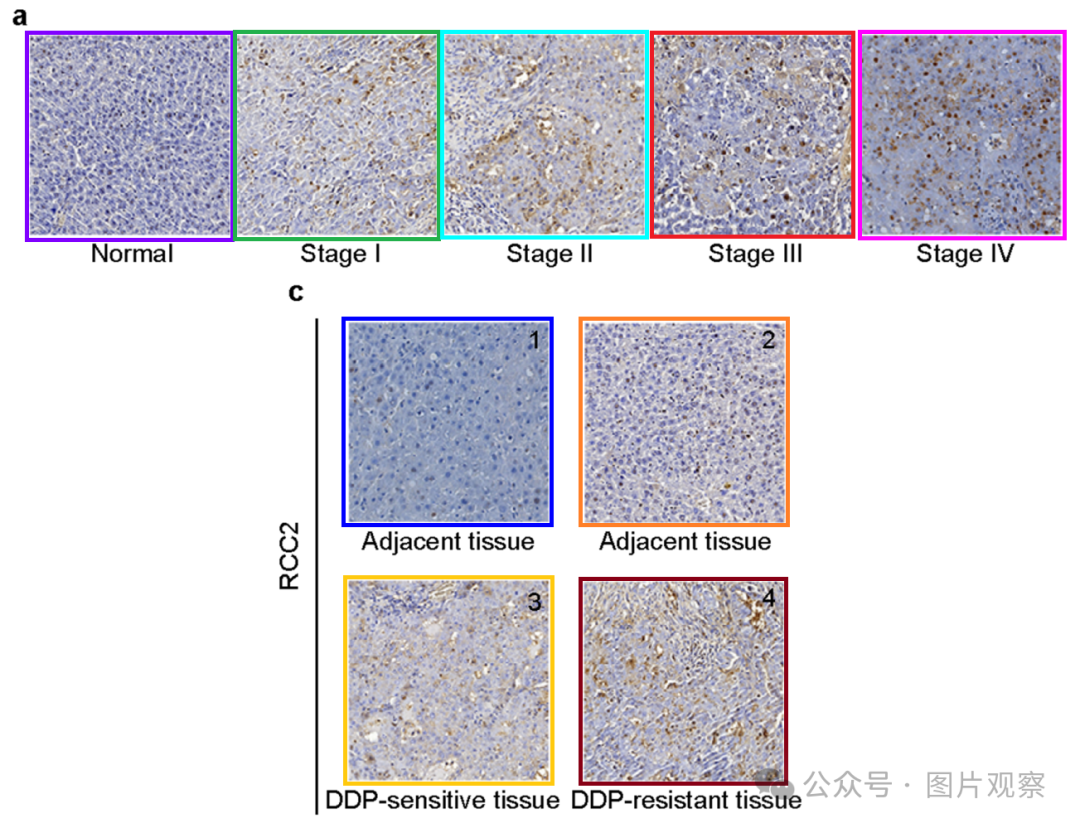 a
Normal
Stage I
Stage II
Stage III
Stage IV
c
RCC2
1
2
Adjacent tissue
Adjacent tissue
3
4
DDP-sensitive tissue
DDP-resistant tissue
公众号 · 图片观察